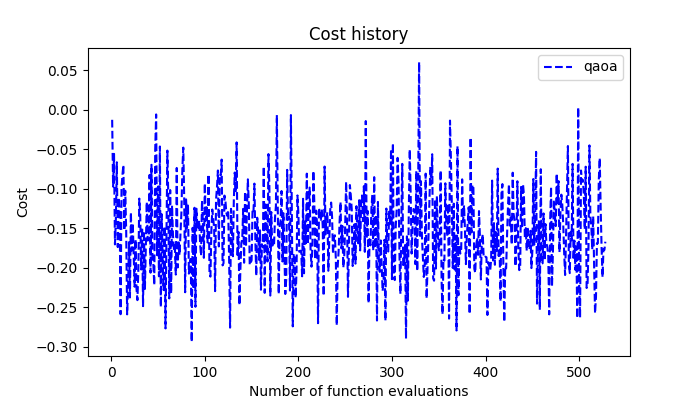 Cost history
qaoa
0.05
0.00
−0.05
−0.10
−0.15
−0.20
−0.25
−0.30
Cost
0 100 200 300 400 500
Number of function evaluations